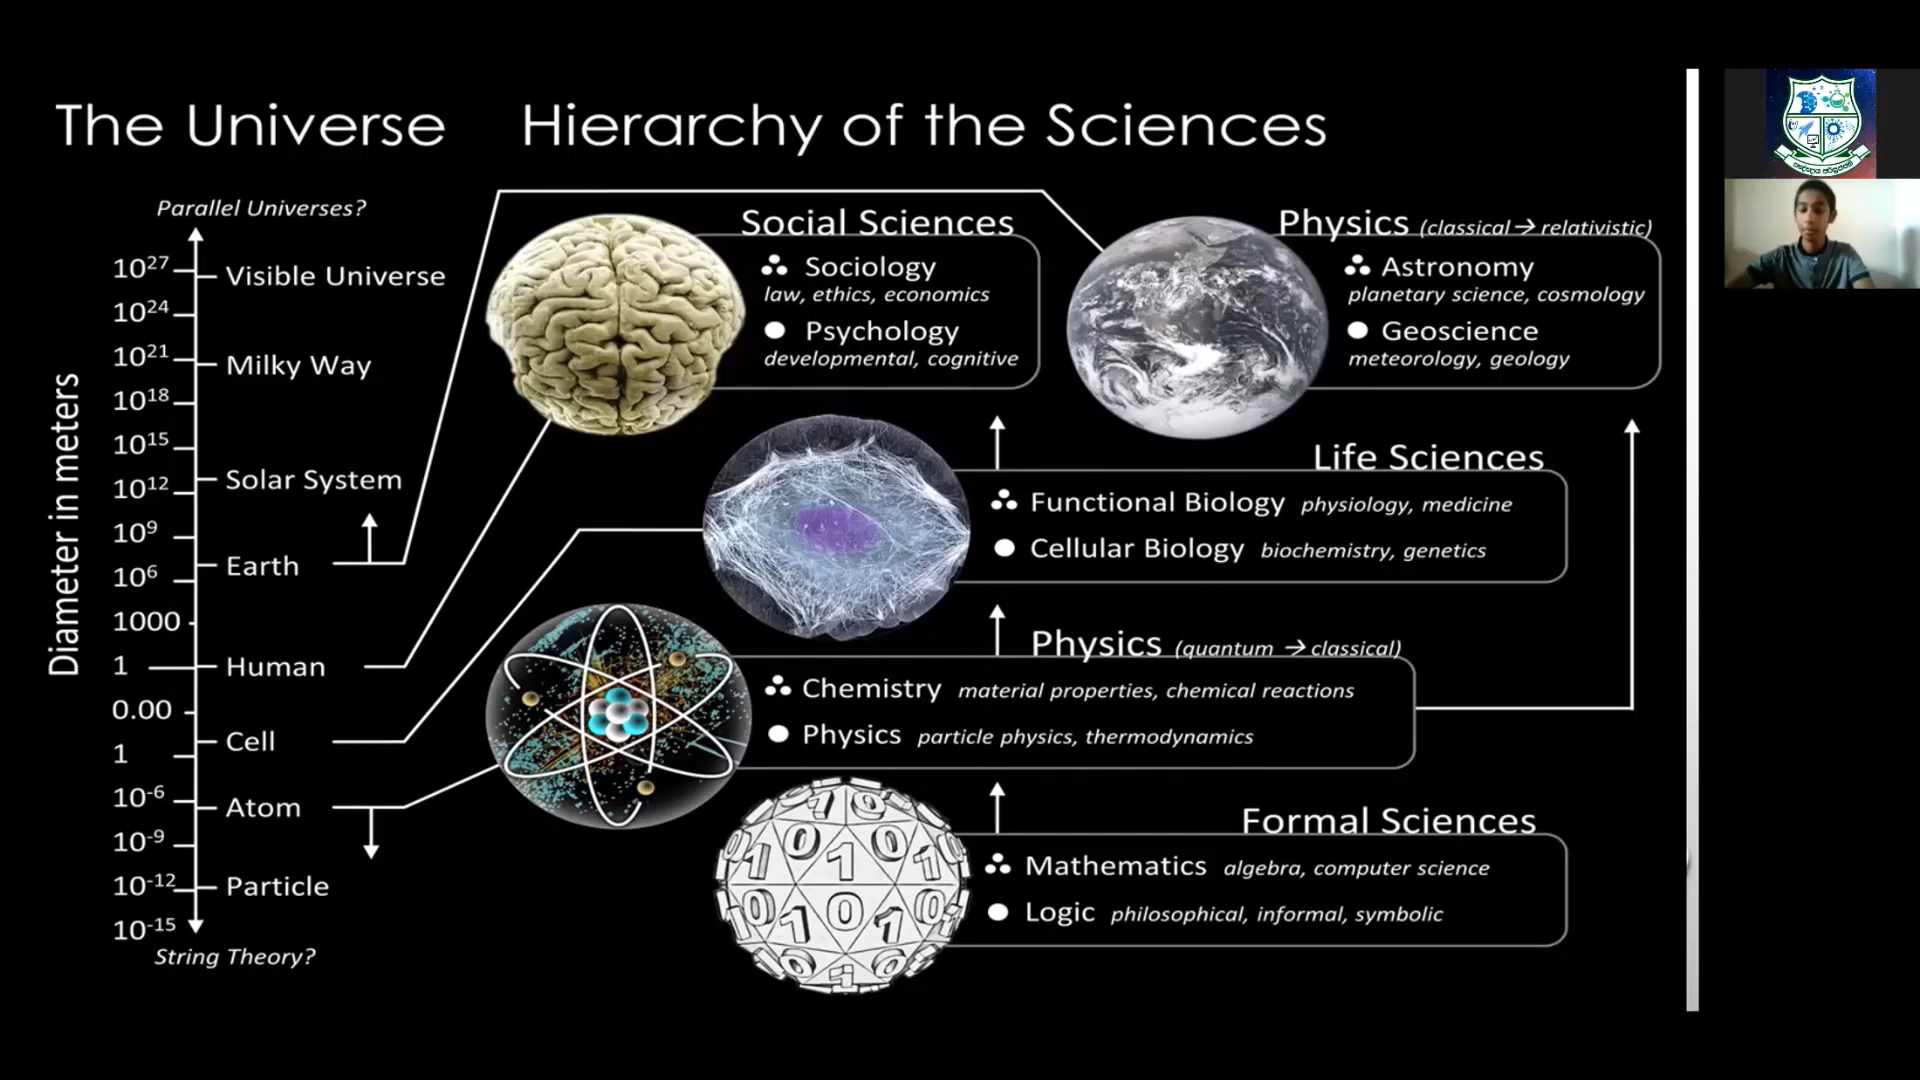 The Universe
Hierarchy of the Sciences
Parallel Universes?
Diameter in meters
10²⁷
Visible Universe
10²⁴
10²¹
Milky Way
10¹⁸
10¹⁵
Solar System
10¹²
10⁹
Earth
10⁶
1000
1
Human
0.00
Cell
1
10⁻⁶
Atom
10⁻⁹
10⁻¹²
Particle
10⁻¹⁵
String Theory?
Social Sciences
Sociology
law, ethics, economics
Psychology
developmental, cognitive
Physics (classical → relativistic)
Astronomy
planetary science, cosmology
Geoscience
meteorology, geology
Life Sciences
Functional Biology physiology, medicine
Cellular Biology biochemistry, genetics
Physics (quantum → classical)
Chemistry material properties, chemical reactions
Physics particle physics, thermodynamics
Formal Sciences
Mathematics algebra, computer science
Logic philosophical, informal, symbolic